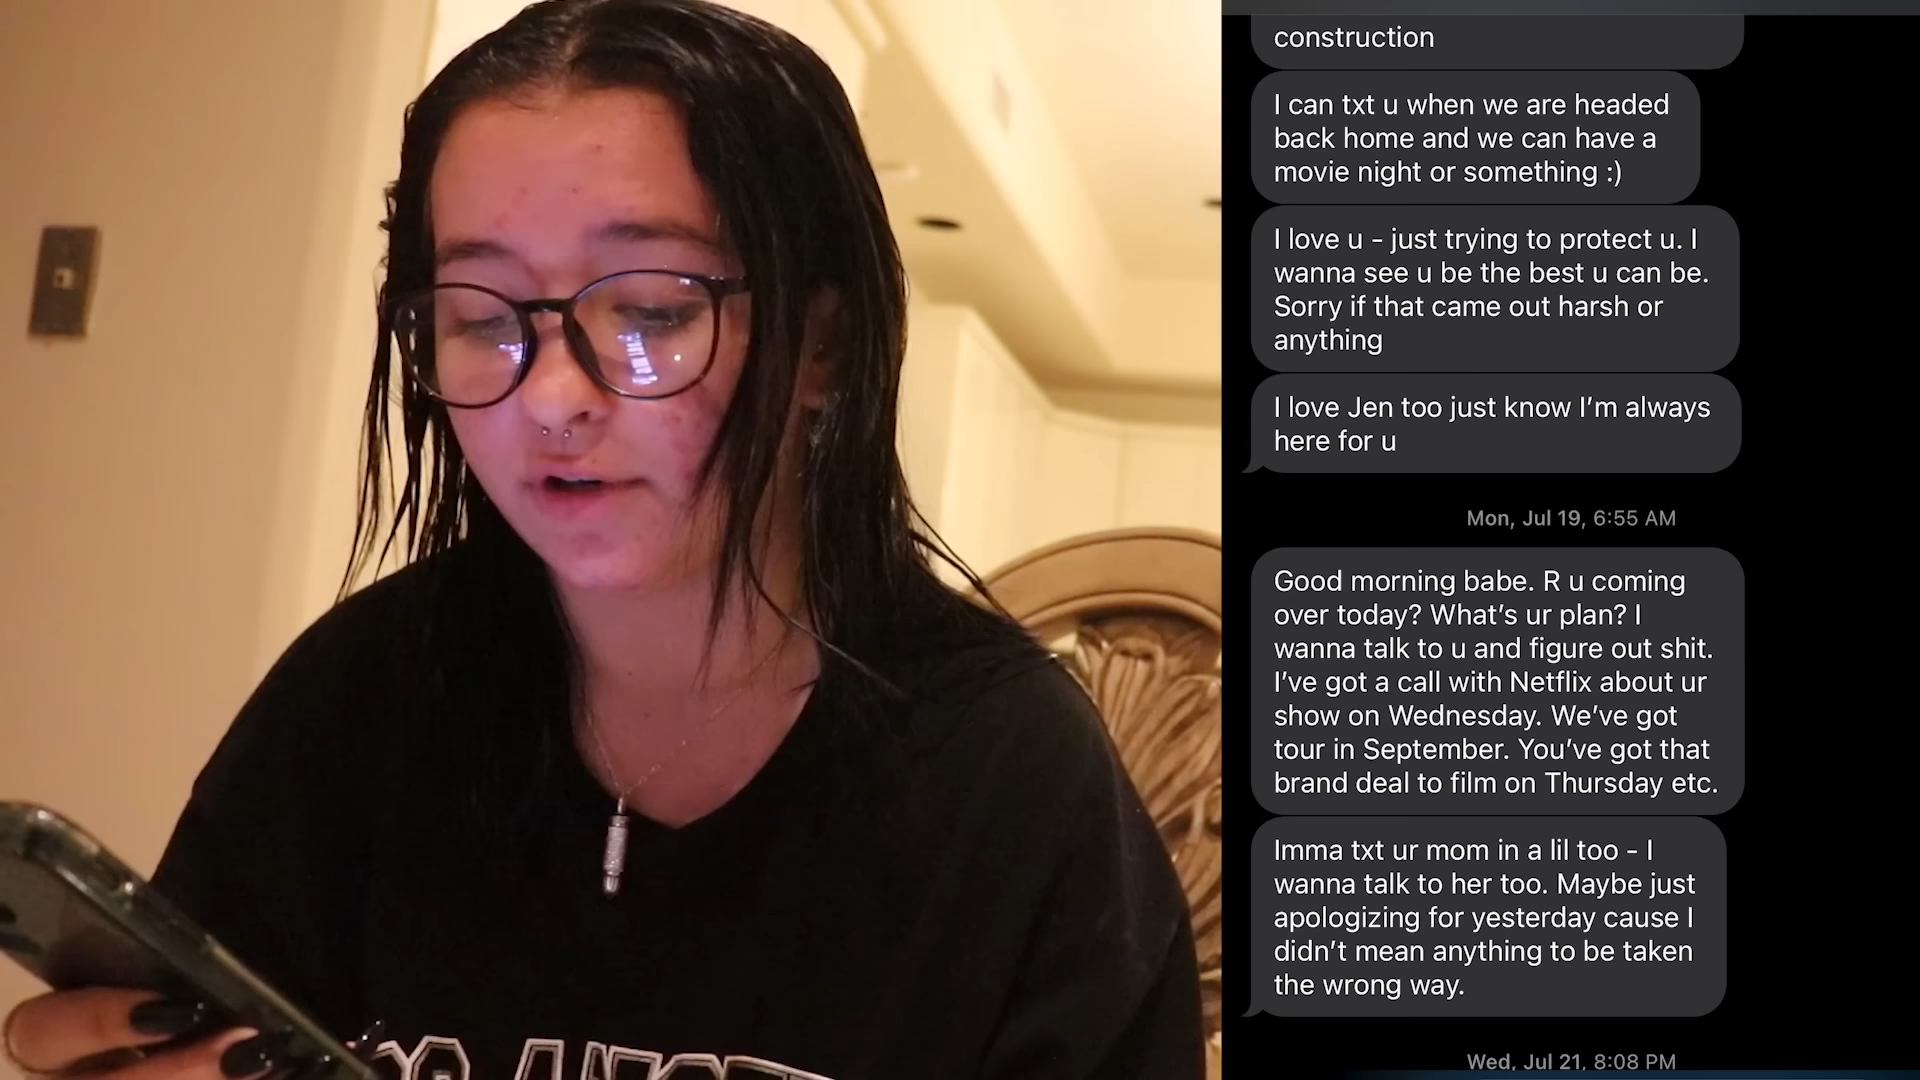 construction
I can txt u when we are headed
back home and we can have a
movie night or something :)
I love u - just trying to protect u. I
wanna see u be the best u can be.
Sorry if that came out harsh or
anything
I love Jen too just know I’m always
here for u
Mon, Jul 19, 6:55 AM
Good morning babe. R u coming
over today? What’s ur plan? I
wanna talk to u and figure out shit.
I’ve got a call with Netflix about ur
show on Wednesday. We’ve got
tour in September. You’ve got that
brand deal to film on Thursday etc.
Imma txt ur mom in a lil too - I
wanna talk to her too. Maybe just
apologizing for yesterday cause I
didn’t mean anything to be taken
the wrong way.
Wed, Jul 21, 8:08 PM